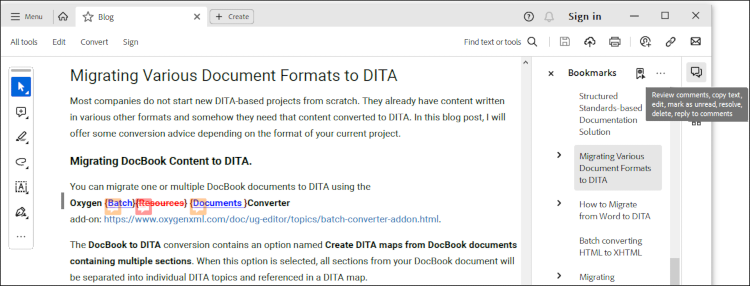 Menu
Blog
Create
Sign in
All tools
Edit
Convert
Sign
Find text or tools
Migrating Various Document Formats to DITA
Most companies do not start new DITA-based projects from scratch. They already have content written
in various other formats and somehow they need that content converted to DITA. In this blog post, I
will offer some conversion advice depending on the format of your current project.
Migrating DocBook Content to DITA.
You can migrate one or multiple DocBook documents to DITA using the
Oxygen {Batch}{Resources} {Documents }Converter
add-on: https://www.oxygenxml.com/doc/ug-editor/topics/batch-converter-addon.html.
The DocBook to DITA conversion contains an option named Create DITA maps from DocBook documents
containing multiple sections. When this option is selected, all sections from your DocBook document will
be separated into individual DITA topics and referenced in a DITA map.
Bookmarks
Structured
Standards-based
Documentation
Solution
Migrating Various
Document Formats
to DITA
How to Migrate
from Word to DITA
Batch converting
HTML to XHTML
Migrating
Review comments, copy text,
edit, mark as unread, resolve,
delete, reply to comments